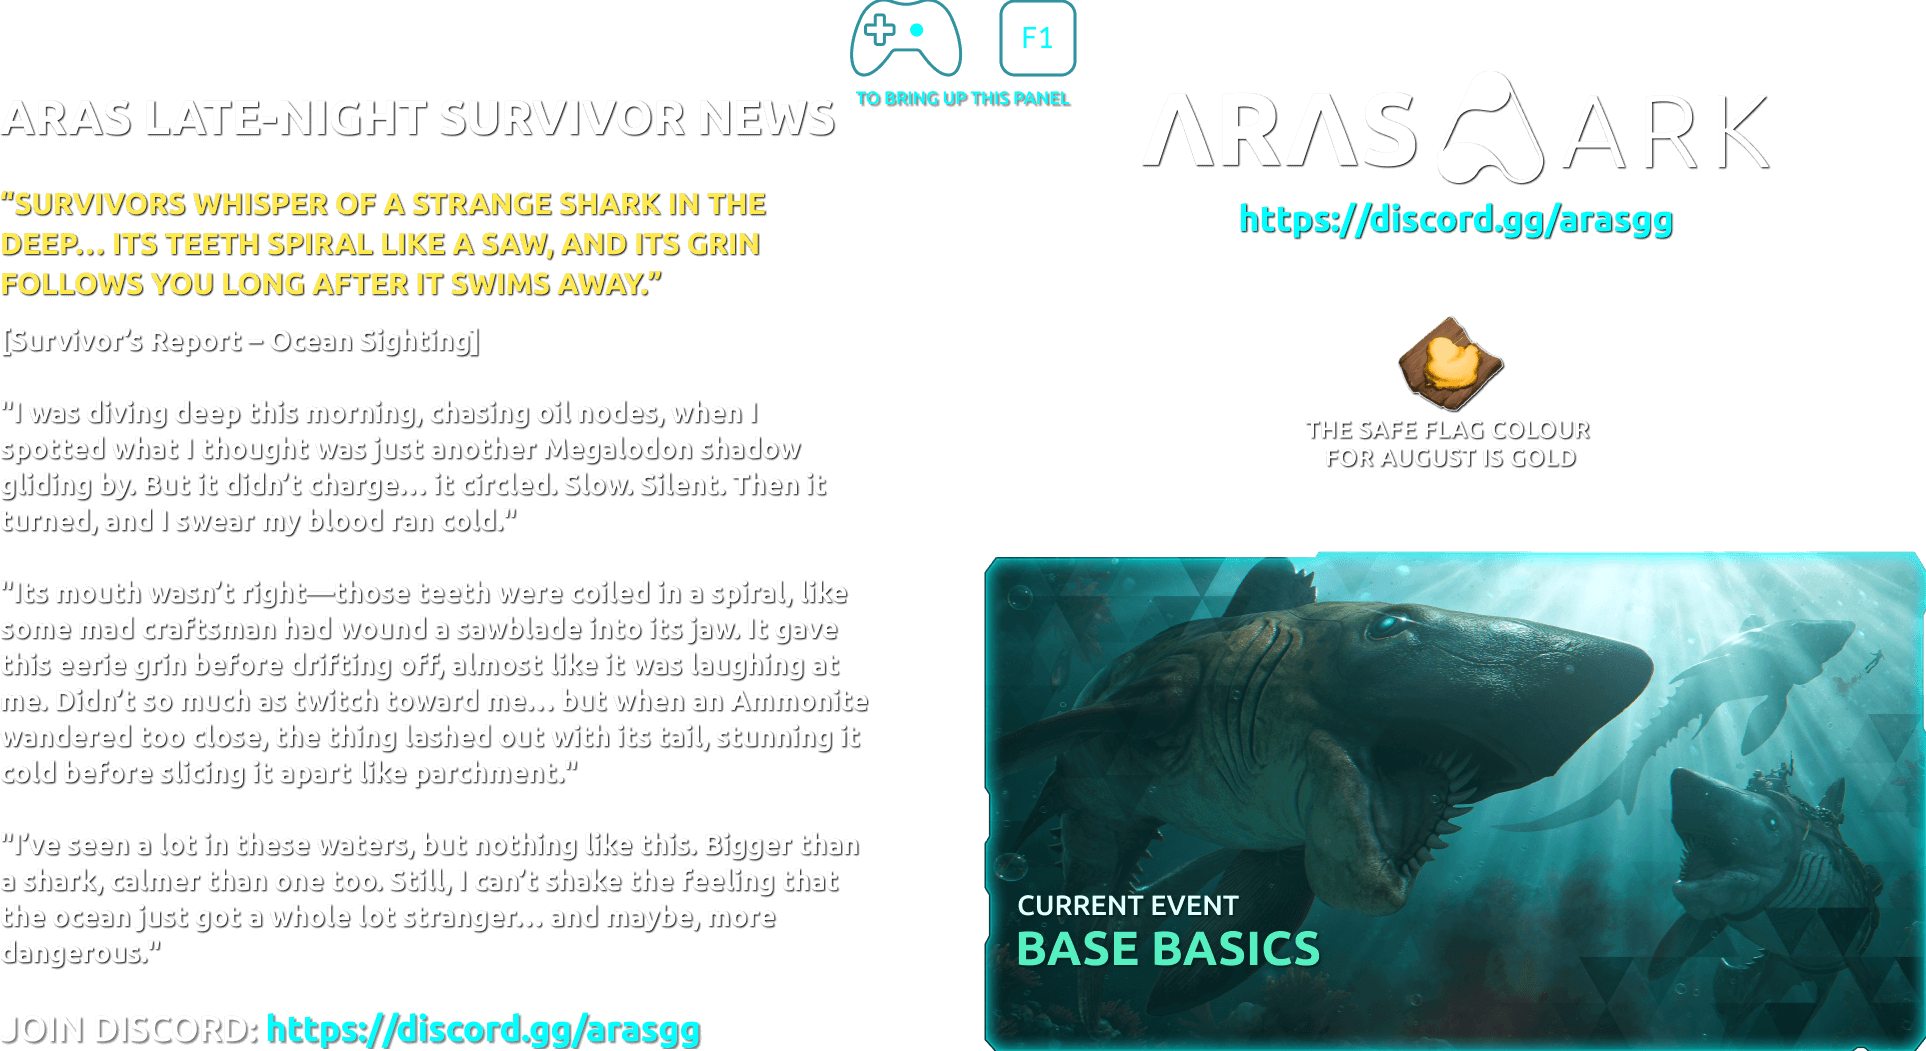 F1
TO BRING UP THIS PANEL
ARAS LATE-NIGHT SURVIVOR NEWS
“SURVIVORS WHISPER OF A STRANGE SHARK IN THE
DEEP… ITS TEETH SPIRAL LIKE A SAW, AND ITS GRIN
FOLLOWS YOU LONG AFTER IT SWIMS AWAY.”
[Survivor’s Report – Ocean Sighting]
"I was diving deep this morning, chasing oil nodes, when I
spotted what I thought was just another Megalodon shadow
gliding by. But it didn’t charge… it circled. Slow. Silent. Then it
turned, and I swear my blood ran cold."
"Its mouth wasn’t right—those teeth were coiled in a spiral, like
some mad craftsman had wound a sawblade into its jaw. It gave
this eerie grin before drifting off, almost like it was laughing at
me. Didn’t so much as twitch toward me… but when an Ammonite
wandered too close, the thing lashed out with its tail, stunning it
cold before slicing it apart like parchment."
"I’ve seen a lot in these waters, but nothing like this. Bigger than
a shark, calmer than one too. Still, I can’t shake the feeling that
the ocean just got a whole lot stranger… and maybe, more
dangerous."
JOIN DISCORD: https://discord.gg/arasgg
ARAS ARK
https://discord.gg/arasgg
THE SAFE FLAG COLOUR
FOR AUGUST IS GOLD
CURRENT EVENT
BASE BASICS